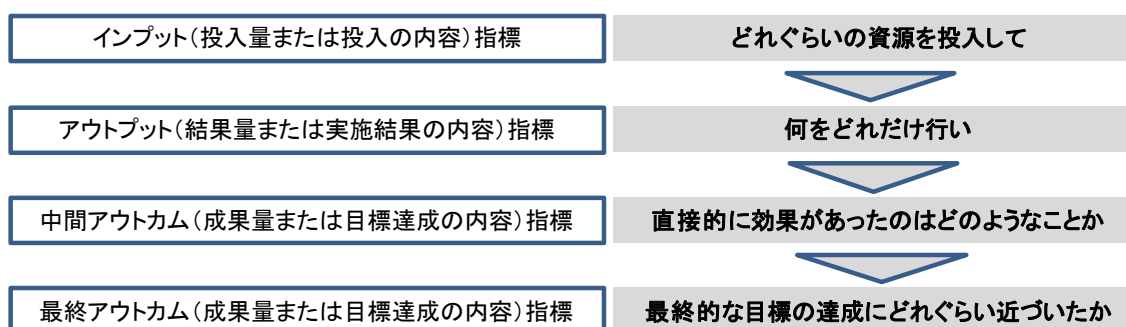 インプット（投入量または投入の内容）指標
どれぐらいの資源を投入して
アウトプット（結果量または実施結果の内容）指標
何をどれだけ行い
中間アウトカム（成果量または目標達成の内容）指標
直接的に効果があったのはどのようなことか
最終アウトカム（成果量または目標達成の内容）指標
最終的な目標の達成にどれぐらい近づいたか